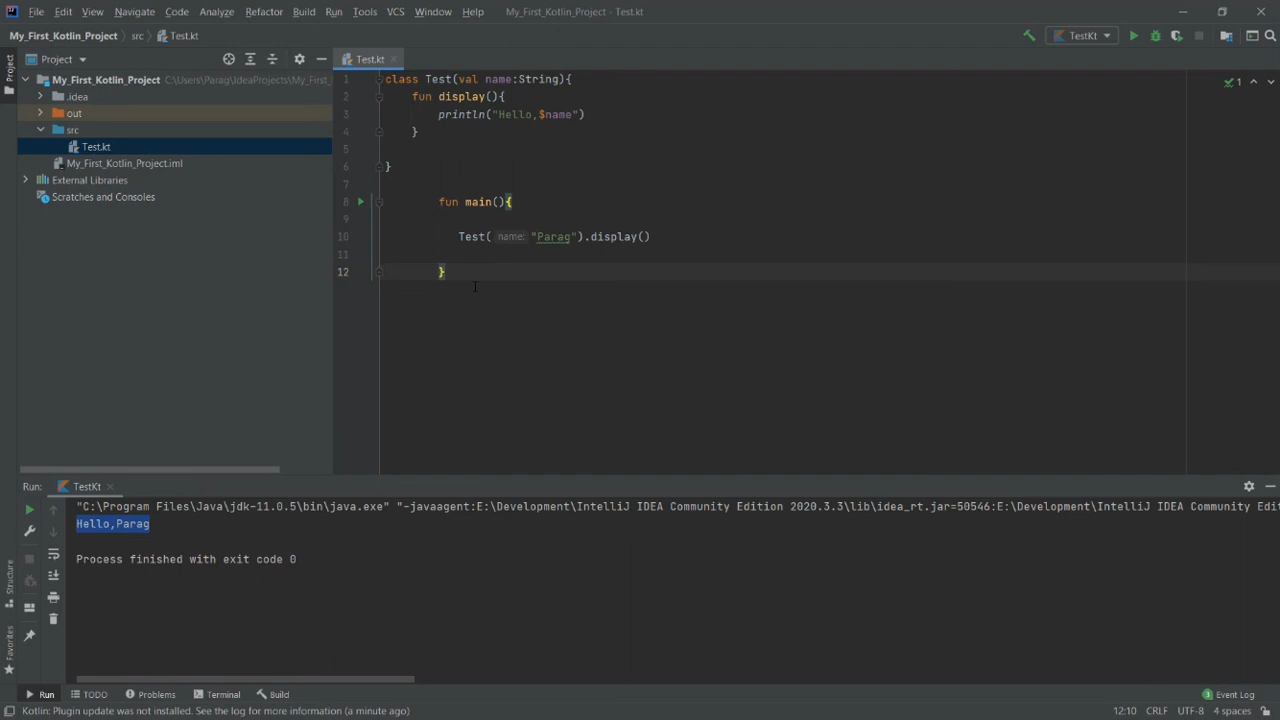 File Edit View Navigate Code Analyze Refactor Build Run Tools VCS Window Help My_First_Kotlin_Project - Test.kt
My_First_Kotlin_Project src Test.kt TestKt
Project Project Test.kt
My_First_Kotlin_Project C:\Users\Parag\IdeaProjects\My_First_
.idea
out
src
Test.kt
My_First_Kotlin_Project.iml
External Libraries
Scratches and Consoles
1 class Test(val name:String){ 1
2 fun display(){
3 println("Hello,$name")
4 }
5
6 }
7
8 fun main(){
9
10 Test( name: "Parag").display()
11
12 }
Run: TestKt
"C:\Program Files\Java\jdk-11.0.5\bin\java.exe" "-javaagent:E:\Development\IntelliJ IDEA Community Edition 2020.3.3\lib\idea_rt.jar=50546:E:\Development\IntelliJ IDEA Community Edit
Hello,Parag
Process finished with exit code 0
Structure
Favorites
Run TODO Problems Terminal Build 3 Event Log
Kotlin: Plugin update was not installed. See the log for more information (a minute ago) 12:10 CRLF UTF-8 4 spaces